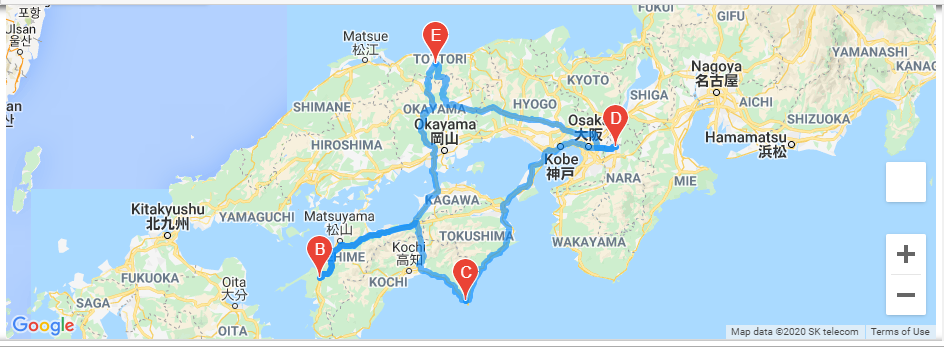 포항
Ulsan
울산
산
FUKUI
GIFU
Matsue
松江
E
TOTTORI
KYOTO
Nagoya
名古屋
YAMANASHI
KANAG
SHIGA
AICHI
SHIZUOKA
SHIMANE
OKAYAMA
HYOGO
D
Okayama
岡山
Osaka
大阪
Hamamatsu
浜松
HIROSHIMA
Kobe
神戸
NARA
MIE
Kitakyushu
北九州
YAMAGUCHI
KAGAWA
Matsuyama
松山
TOKUSHIMA
WAKAYAMA
B
HIME
Kochi
高知
C
FUKUOKA
Oita
大分
KOCHI
SAGA
OITA
+
−
Google
Map data ©2020 SK telecom
Terms of Use